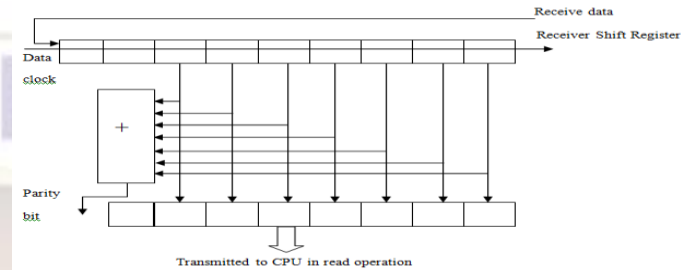 Receive data
Receiver Shift Register
Data
clock
+
Parity
bit
Transmitted to CPU in read operation